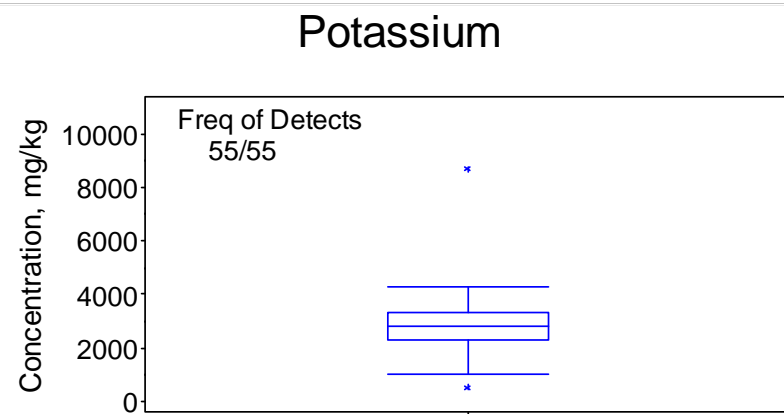 Potassium
Freq of Detects
55/55
Concentration, mg/kg
10000
8000
6000
4000
2000
0